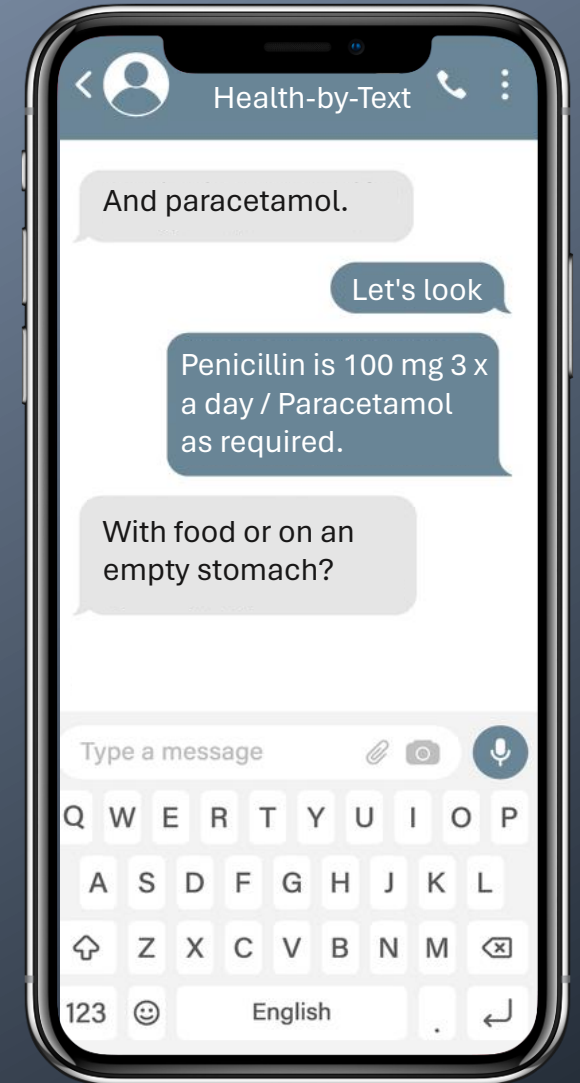 Health-by-Text
And paracetamol.
Let's look
Penicillin is 100 mg 3 x
a day / Paracetamol
as required.
With food or on an
empty stomach?
Type a message
Q W E R T Y U I O P
A S D F G H J K L
Z X C V B N M
123 English .